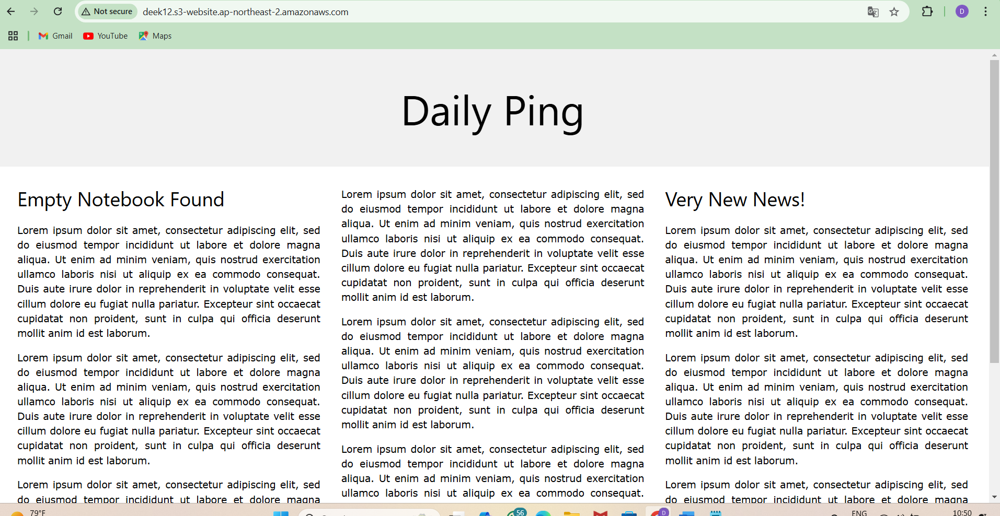 Not secure
deek12.s3-website.ap-northeast-2.amazonaws.com
D
Gmail
YouTube
Maps
Daily Ping
Empty Notebook Found
Lorem ipsum dolor sit amet, consectetur adipiscing elit, sed
do eiusmod tempor incididunt ut labore et dolore magna
aliqua. Ut enim ad minim veniam, quis nostrud exercitation
ullamco laboris nisi ut aliquip ex ea commodo consequat.
Duis aute irure dolor in reprehenderit in voluptate velit esse
cillum dolore eu fugiat nulla pariatur. Excepteur sint occaecat
cupidatat non proident, sunt in culpa qui officia deserunt
mollit anim id est laborum.
Lorem ipsum dolor sit amet, consectetur adipiscing elit, sed
do eiusmod tempor incididunt ut labore et dolore magna
aliqua. Ut enim ad minim veniam, quis nostrud exercitation
ullamco laboris nisi ut aliquip ex ea commodo consequat.
Duis aute irure dolor in reprehenderit in voluptate velit esse
cillum dolore eu fugiat nulla pariatur. Excepteur sint occaecat
cupidatat non proident, sunt in culpa qui officia deserunt
mollit anim id est laborum.
Lorem ipsum dolor sit amet, consectetur adipiscing elit, sed
do eiusmod tempor incididunt ut labore et dolore magna
Lorem ipsum dolor sit amet, consectetur adipiscing elit, sed
do eiusmod tempor incididunt ut labore et dolore magna
aliqua. Ut enim ad minim veniam, quis nostrud exercitation
ullamco laboris nisi ut aliquip ex ea commodo consequat.
Duis aute irure dolor in reprehenderit in voluptate velit esse
cillum dolore eu fugiat nulla pariatur. Excepteur sint occaecat
cupidatat non proident, sunt in culpa qui officia deserunt
mollit anim id est laborum.
Lorem ipsum dolor sit amet, consectetur adipiscing elit, sed
do eiusmod tempor incididunt ut labore et dolore magna
aliqua. Ut enim ad minim veniam, quis nostrud exercitation
ullamco laboris nisi ut aliquip ex ea commodo consequat.
Duis aute irure dolor in reprehenderit in voluptate velit esse
cillum dolore eu fugiat nulla pariatur. Excepteur sint occaecat
cupidatat non proident, sunt in culpa qui officia deserunt
mollit anim id est laborum.
Lorem ipsum dolor sit amet, consectetur adipiscing elit, sed
do eiusmod tempor incididunt ut labore et dolore magna
aliqua. Ut enim ad minim veniam, quis nostrud exercitation
ullamco laboris nisi ut aliquip ex ea commodo consequat.
Very New News!
Lorem ipsum dolor sit amet, consectetur adipiscing elit, sed
do eiusmod tempor incididunt ut labore et dolore magna
aliqua. Ut enim ad minim veniam, quis nostrud exercitation
ullamco laboris nisi ut aliquip ex ea commodo consequat.
Duis aute irure dolor in reprehenderit in voluptate velit esse
cillum dolore eu fugiat nulla pariatur. Excepteur sint occaecat
cupidatat non proident, sunt in culpa qui officia deserunt
mollit anim id est laborum.
Lorem ipsum dolor sit amet, consectetur adipiscing elit, sed
do eiusmod tempor incididunt ut labore et dolore magna
aliqua. Ut enim ad minim veniam, quis nostrud exercitation
ullamco laboris nisi ut aliquip ex ea commodo consequat.
Duis aute irure dolor in reprehenderit in voluptate velit esse
cillum dolore eu fugiat nulla pariatur. Excepteur sint occaecat
cupidatat non proident, sunt in culpa qui officia deserunt
mollit anim id est laborum.
Lorem ipsum dolor sit amet, consectetur adipiscing elit, sed
do eiusmod tempor incididunt ut labore et dolore magna
79°F
56
D
ENG
10:50